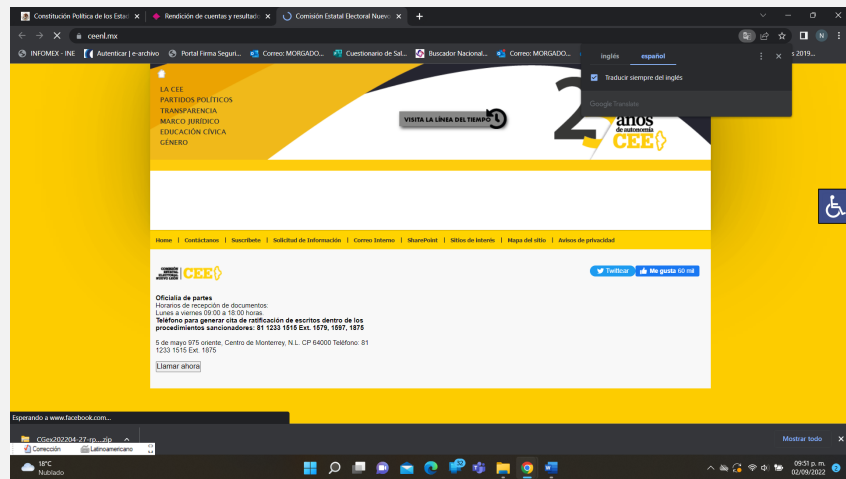 Constitución Política de los Estad
Rendición de cuentas y resultado
Comisión Estatal Electoral Nuevo
ceenl.mx
INFOMEX - INE
Autenticar | e-archivo
Portal Firma Seguri...
Correo: MORGADO...
Cuestionario de Sal...
Buscador Nacional...
Correo: MORGADO...
s 2019...
inglés español
Traducir siempre del inglés
Google Translate
LA CEE
PARTIDOS POLÍTICOS
TRANSPARENCIA
MARCO JURÍDICO
EDUCACIÓN CÍVICA
GÉNERO
VISITA LA LÍNEA DEL TIEMPO
2
años
de autonomía
CEE
Home | Contáctanos | Suscríbete | Solicitud de Información | Correo Interno | SharePoint | Sitios de interés | Mapa del sitio | Avisos de privacidad
COMISIÓN
ESTATAL
ELECTORAL
NUEVO LEÓN
CEE
Twittear
Me gusta 60 mil
Oficialía de partes
Horarios de recepción de documentos:
Lunes a viernes 09:00 a 18:00 horas.
Teléfono para generar cita de ratificación de escritos dentro de los
procedimientos sancionadores: 81 1233 1515 Ext. 1579, 1597, 1875
5 de mayo 975 oriente, Centro de Monterrey, N.L. CP 64000 Teléfono: 81
1233 1515 Ext. 1875
Llamar ahora
Esperando a www.facebook.com...
CGex202204-27-rp....zip
Mostrar todo
Corrección
Latinoamericano
18°C
Nublado
09:51 p. m.
02/09/2022